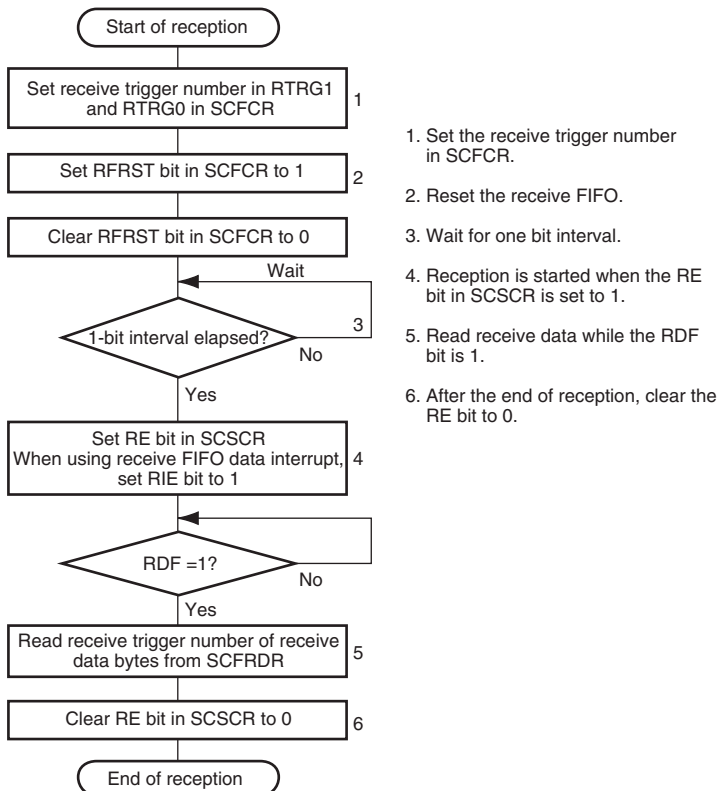 Start of reception
Set receive trigger number in RTRG1
and RTRG0 in SCFCR
1
Set RFRST bit in SCFCR to 1
2
Clear RFRST bit in SCFCR to 0
Wait
1-bit interval elapsed?
3
No
Yes
Set RE bit in SCSCR
When using receive FIFO data interrupt,
set RIE bit to 1
4
RDF =1?
No
Yes
Read receive trigger number of receive
data bytes from SCFRDR
5
Clear RE bit in SCSCR to 0
6
End of reception
1. Set the receive trigger number
in SCFCR.
2. Reset the receive FIFO.
3. Wait for one bit interval.
4. Reception is started when the RE
bit in SCSCR is set to 1.
5. Read receive data while the RDF
bit is 1.
6. After the end of reception, clear the
RE bit to 0.